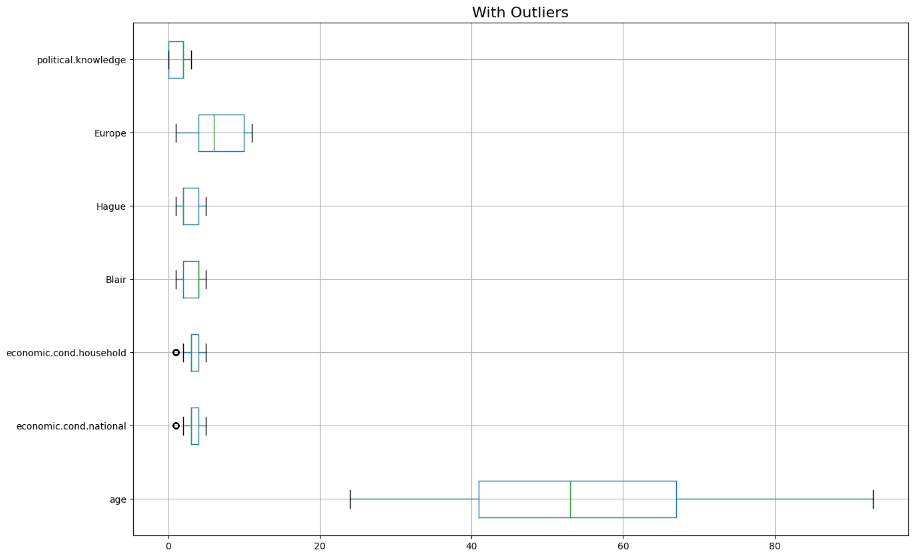 With Outliers
political.knowledge
Europe
Hague
Blair
economic.cond.household
economic.cond.national
age
0 20 40 60 80